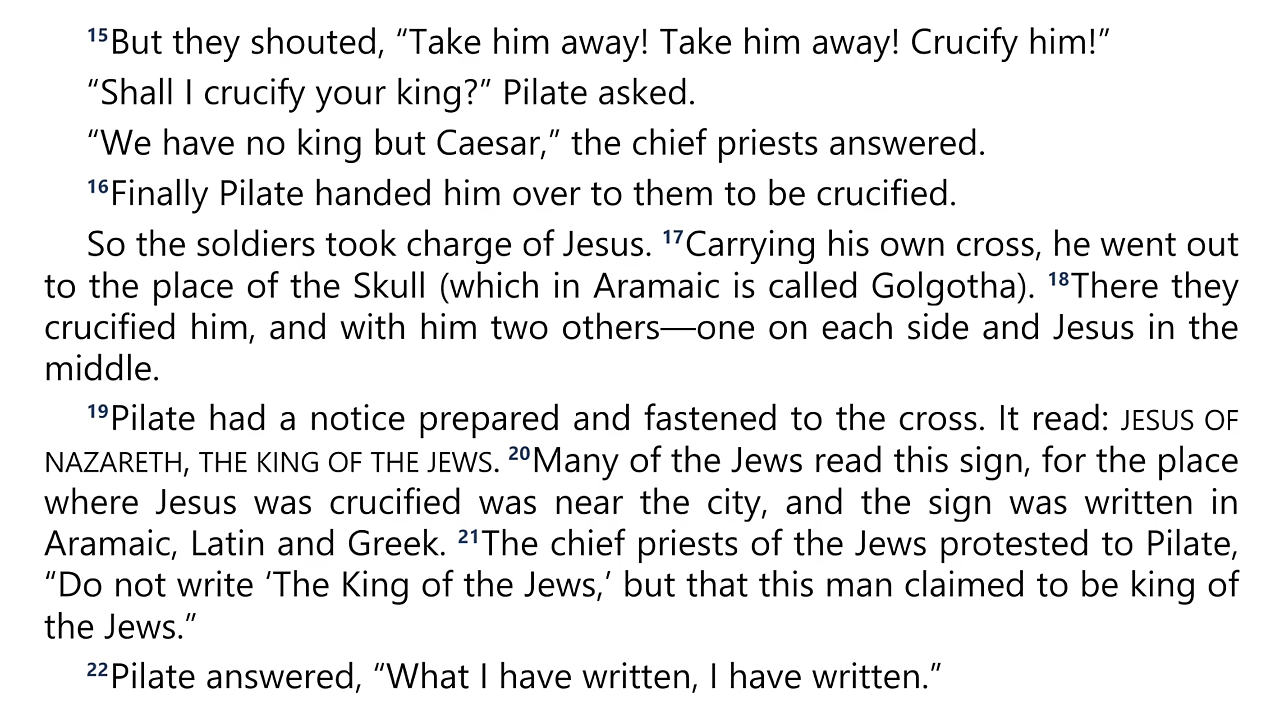 15But they shouted, “Take him away! Take him away! Crucify him!”
“Shall I crucify your king?” Pilate asked.
“We have no king but Caesar,” the chief priests answered.
16Finally Pilate handed him over to them to be crucified.
So the soldiers took charge of Jesus. 17Carrying his own cross, he went out
to the place of the Skull (which in Aramaic is called Golgotha). 18There they
crucified him, and with him two others—one on each side and Jesus in the
middle.
19Pilate had a notice prepared and fastened to the cross. It read: JESUS OF
NAZARETH, THE KING OF THE JEWS. 20Many of the Jews read this sign, for the place
where Jesus was crucified was near the city, and the sign was written in
Aramaic, Latin and Greek. 21The chief priests of the Jews protested to Pilate,
“Do not write ‘The King of the Jews,’ but that this man claimed to be king of
the Jews.”
22Pilate answered, “What I have written, I have written.”